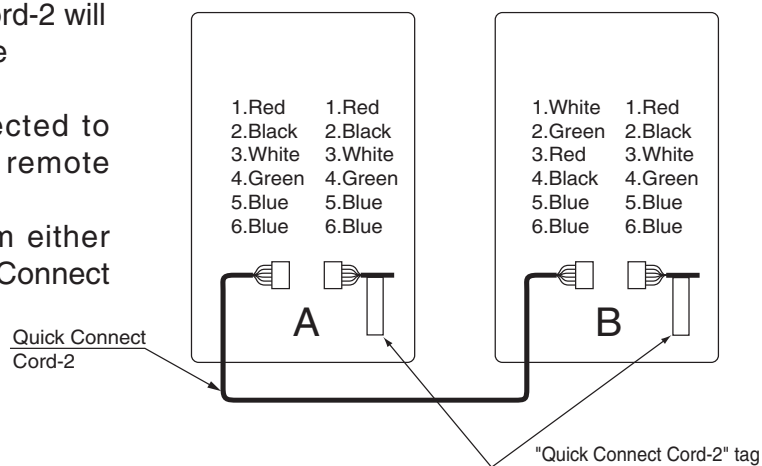 ord-2 will
e
ected to
remote
m either
Connect
1.Red 1.Red
2.Black 2.Black
3.White 3.White
4.Green 4.Green
5.Blue 5.Blue
6.Blue 6.Blue
A
1.White 1.Red
2.Green 2.Black
3.Red 3.White
4.Black 4.Green
5.Blue 5.Blue
6.Blue 6.Blue
B
Quick Connect
Cord-2
"Quick Connect Cord-2" tag